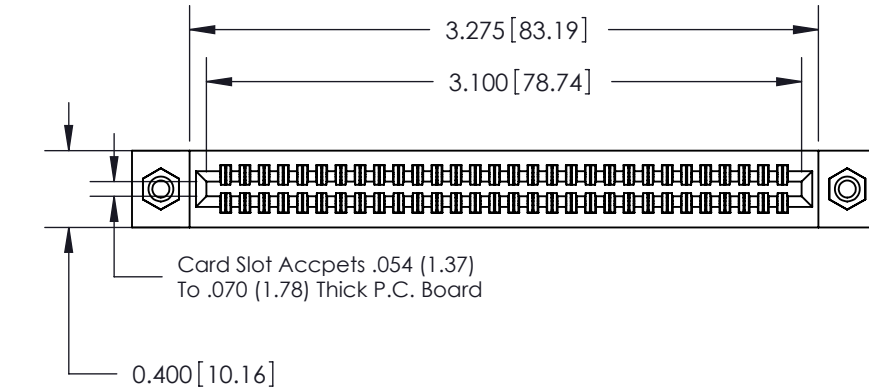 3.275[83.19]
3.100[78.74]
Card Slot Accpets .054 (1.37)
To .070 (1.78) Thick P.C. Board
0.400[10.16]